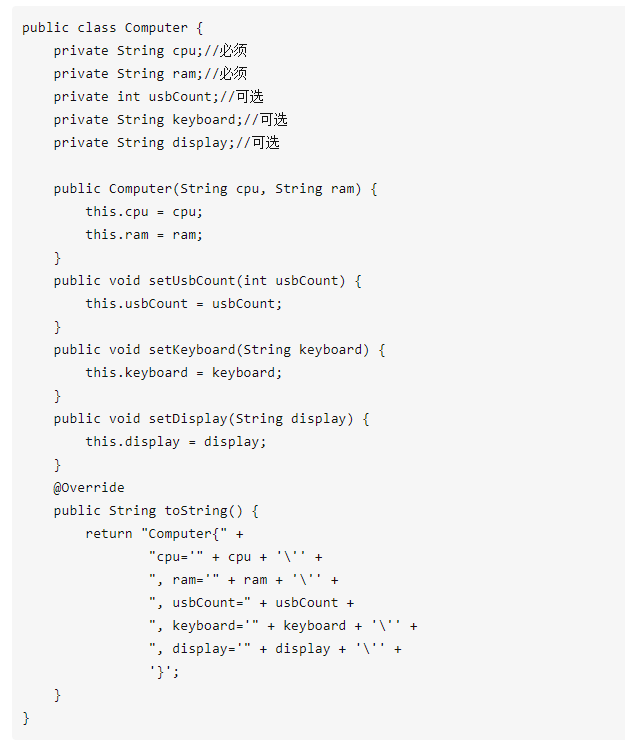 public class Computer {
    private String cpu;//必须
    private String ram;//必须
    private int usbCount;//可选
    private String keyboard;//可选
    private String display;//可选

    public Computer(String cpu, String ram) {
        this.cpu = cpu;
        this.ram = ram;
    }
    public void setUsbCount(int usbCount) {
        this.usbCount = usbCount;
    }
    public void setKeyboard(String keyboard) {
        this.keyboard = keyboard;
    }
    public void setDisplay(String display) {
        this.display = display;
    }
    @Override
    public String toString() {
        return "Computer{" +
                "cpu='" + cpu + '\'' +
                ", ram='" + ram + '\'' +
                ", usbCount=" + usbCount +
                ", keyboard='" + keyboard + '\'' +
                ", display='" + display + '\'' +
                '}';
    }
}